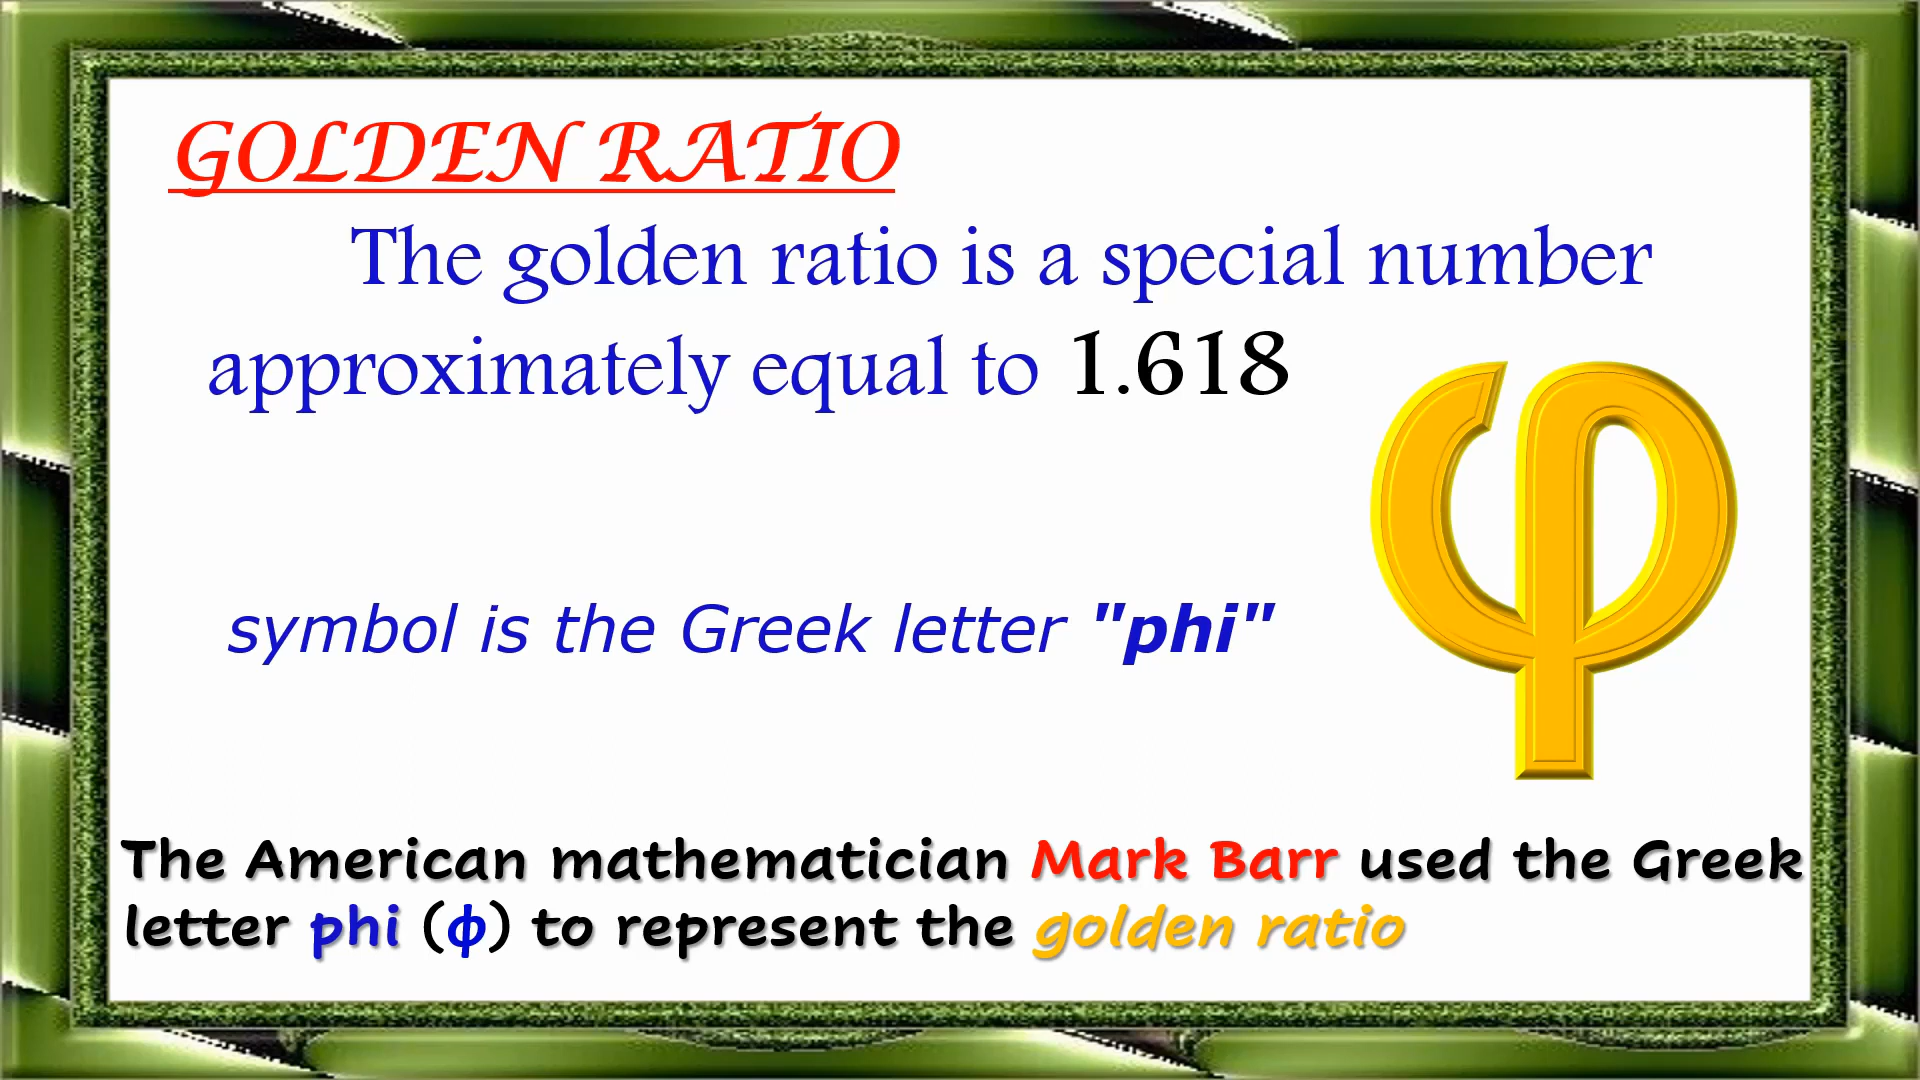 GOLDEN RATIO
The golden ratio is a special number
approximately equal to 1.618
φ
symbol is the Greek letter "phi"
The American mathematician Mark Barr used the Greek
letter phi (ϕ) to represent the golden ratio